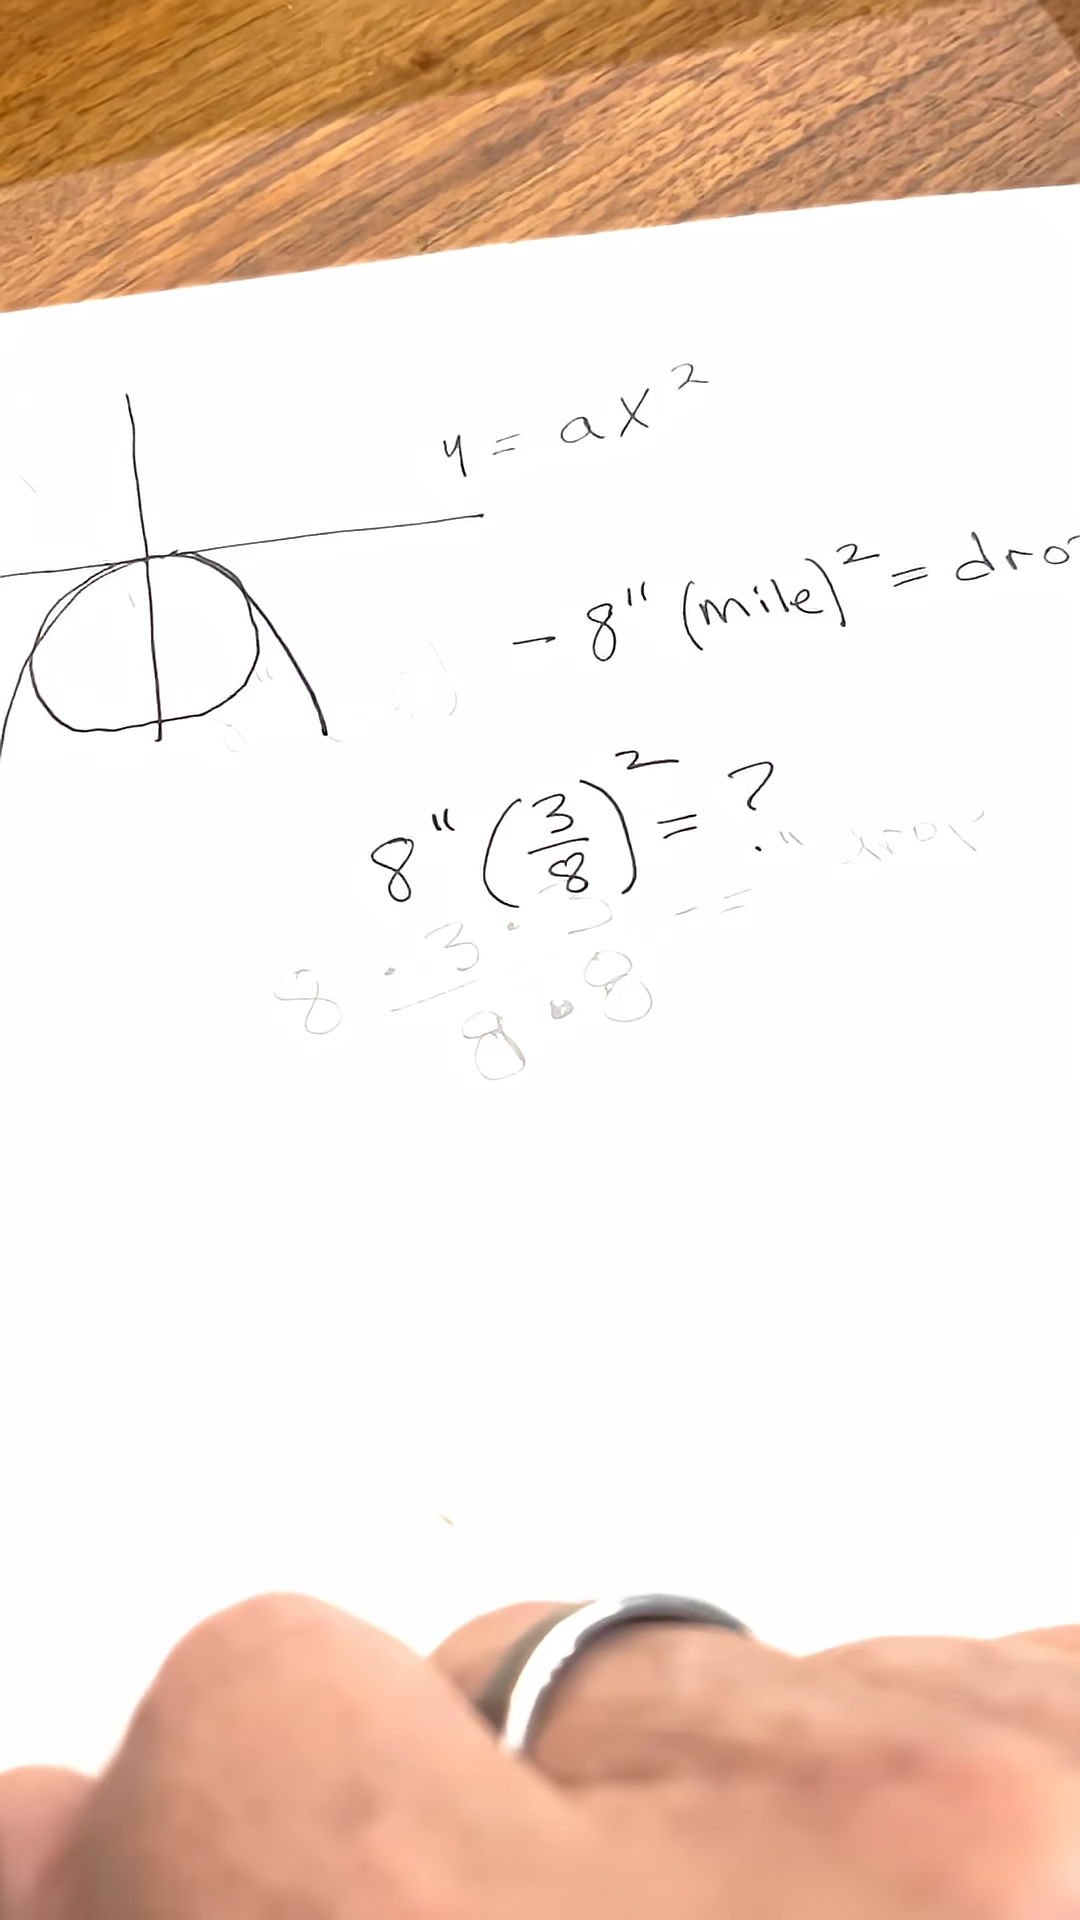 y = ax²
- 8" (mile)² = dro
8" (3/8)² = ?
8 · 3 · 3 =
8 · 8